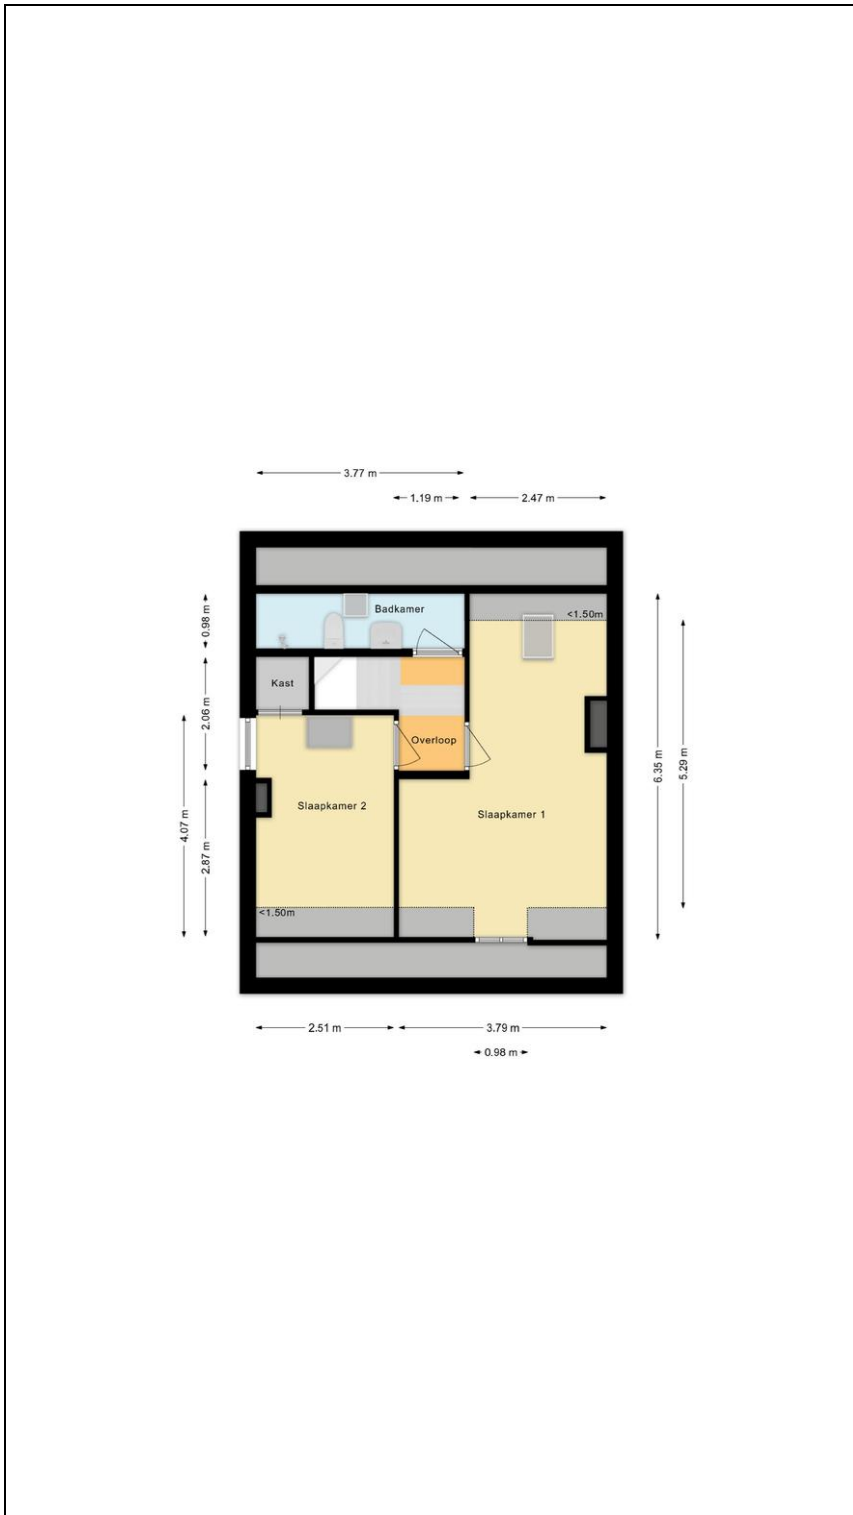 3.77 m
1.19 m
2.47 m
0.98 m
Badkamer
<1.50m
Kast
2.06 m
Overloop
6.35 m
5.29 m
Slaapkamer 2
Slaapkamer 1
4.07 m
2.87 m
<1.50m
2.51 m
3.79 m
0.98 m